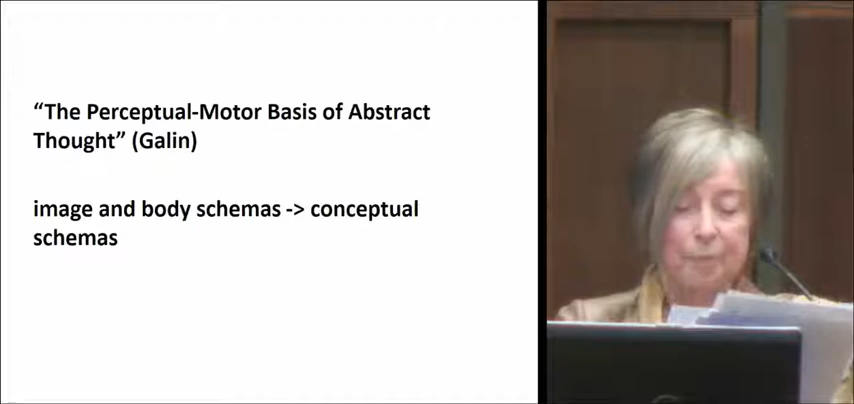 “The Perceptual-Motor Basis of Abstract
Thought” (Galin)
image and body schemas -> conceptual
schemas